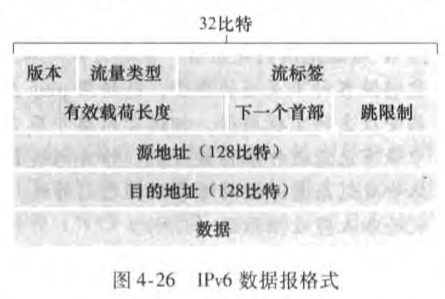 32比特
版本 流量类型 流标签
有效载荷长度 下一个首部 跳限制
源地址（128比特）
目的地址（128比特）
数据
图 4-26 IPv6 数据报格式